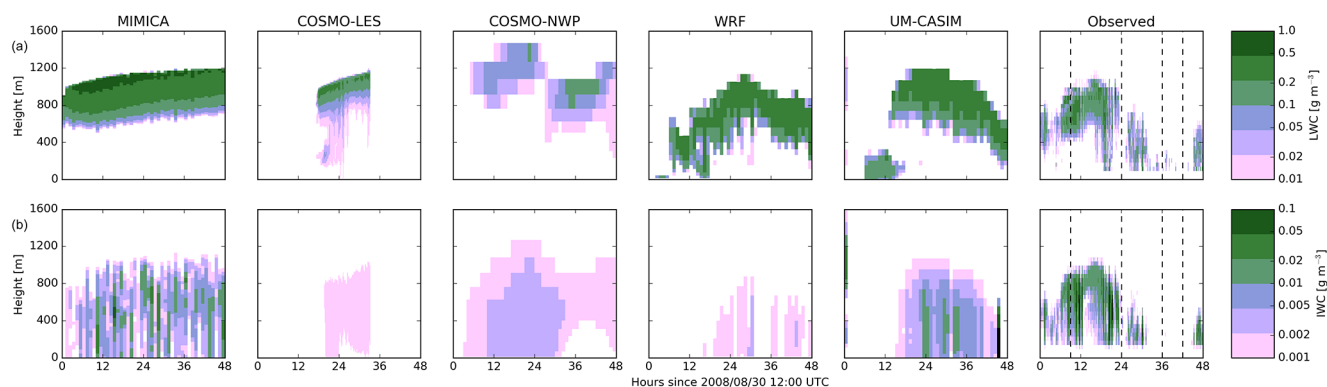 MIMICA COSMO-LES COSMO-NWP WRF UM-CASIM Observed
(a)
Height [m]
1600
1200
800
400
0
1.0
0.5
0.2
0.1
0.05
0.02
0.01
LWC [g m⁻³]
(b)
Height [m]
1600
1200
800
400
0
0 12 24 36 48 0 12 24 36 48 0 12 24 36 48 0 12 24 36 48 0 12 24 36 48 0 12 24 36 48
0.1
0.05
0.02
0.01
0.005
0.002
0.001
IWC [g m⁻³]
Hours since 2008/08/30 12:00 UTC